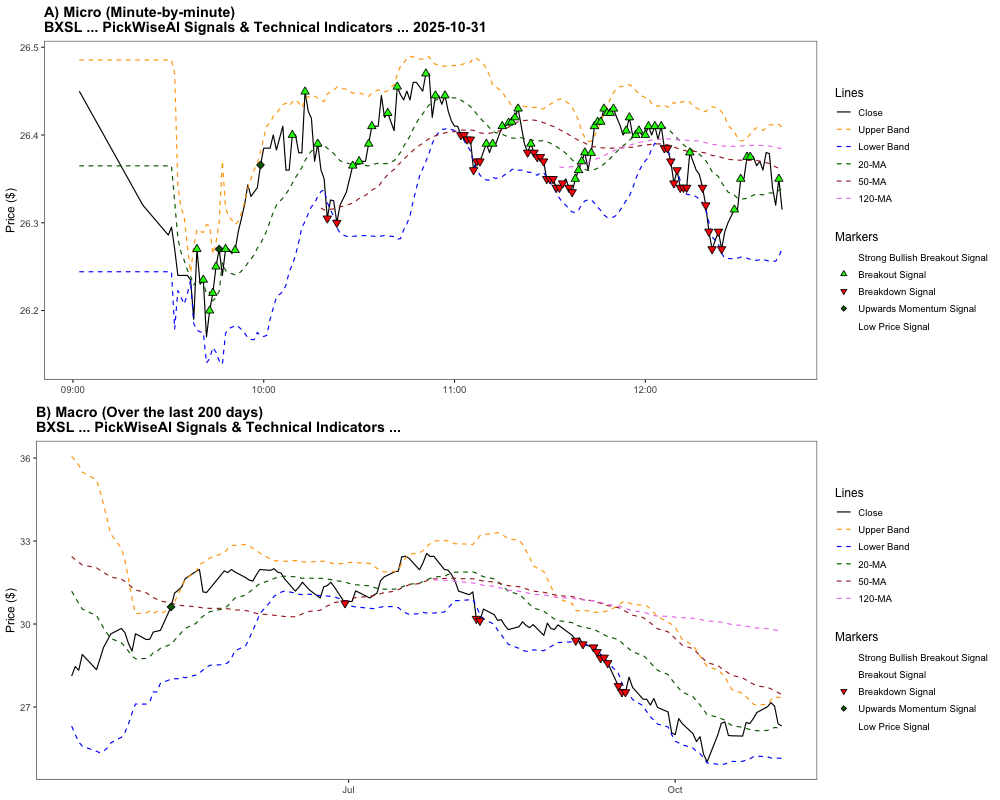 A) Micro (Minute-by-minute)
BXSL ... PickWiseAI Signals & Technical Indicators ... 2025-10-31
Price ($)
26.5
26.4
26.3
26.2
09:00
10:00
11:00
12:00
Lines
Close
Upper Band
Lower Band
20-MA
50-MA
120-MA
Markers
Strong Bullish Breakout Signal
Breakout Signal
Breakdown Signal
Upwards Momentum Signal
Low Price Signal
B) Macro (Over the last 200 days)
BXSL ... PickWiseAI Signals & Technical Indicators ...
Price ($)
36
33
30
27
Jul
Oct
Lines
Close
Upper Band
Lower Band
20-MA
50-MA
120-MA
Markers
Strong Bullish Breakout Signal
Breakout Signal
Breakdown Signal
Upwards Momentum Signal
Low Price Signal